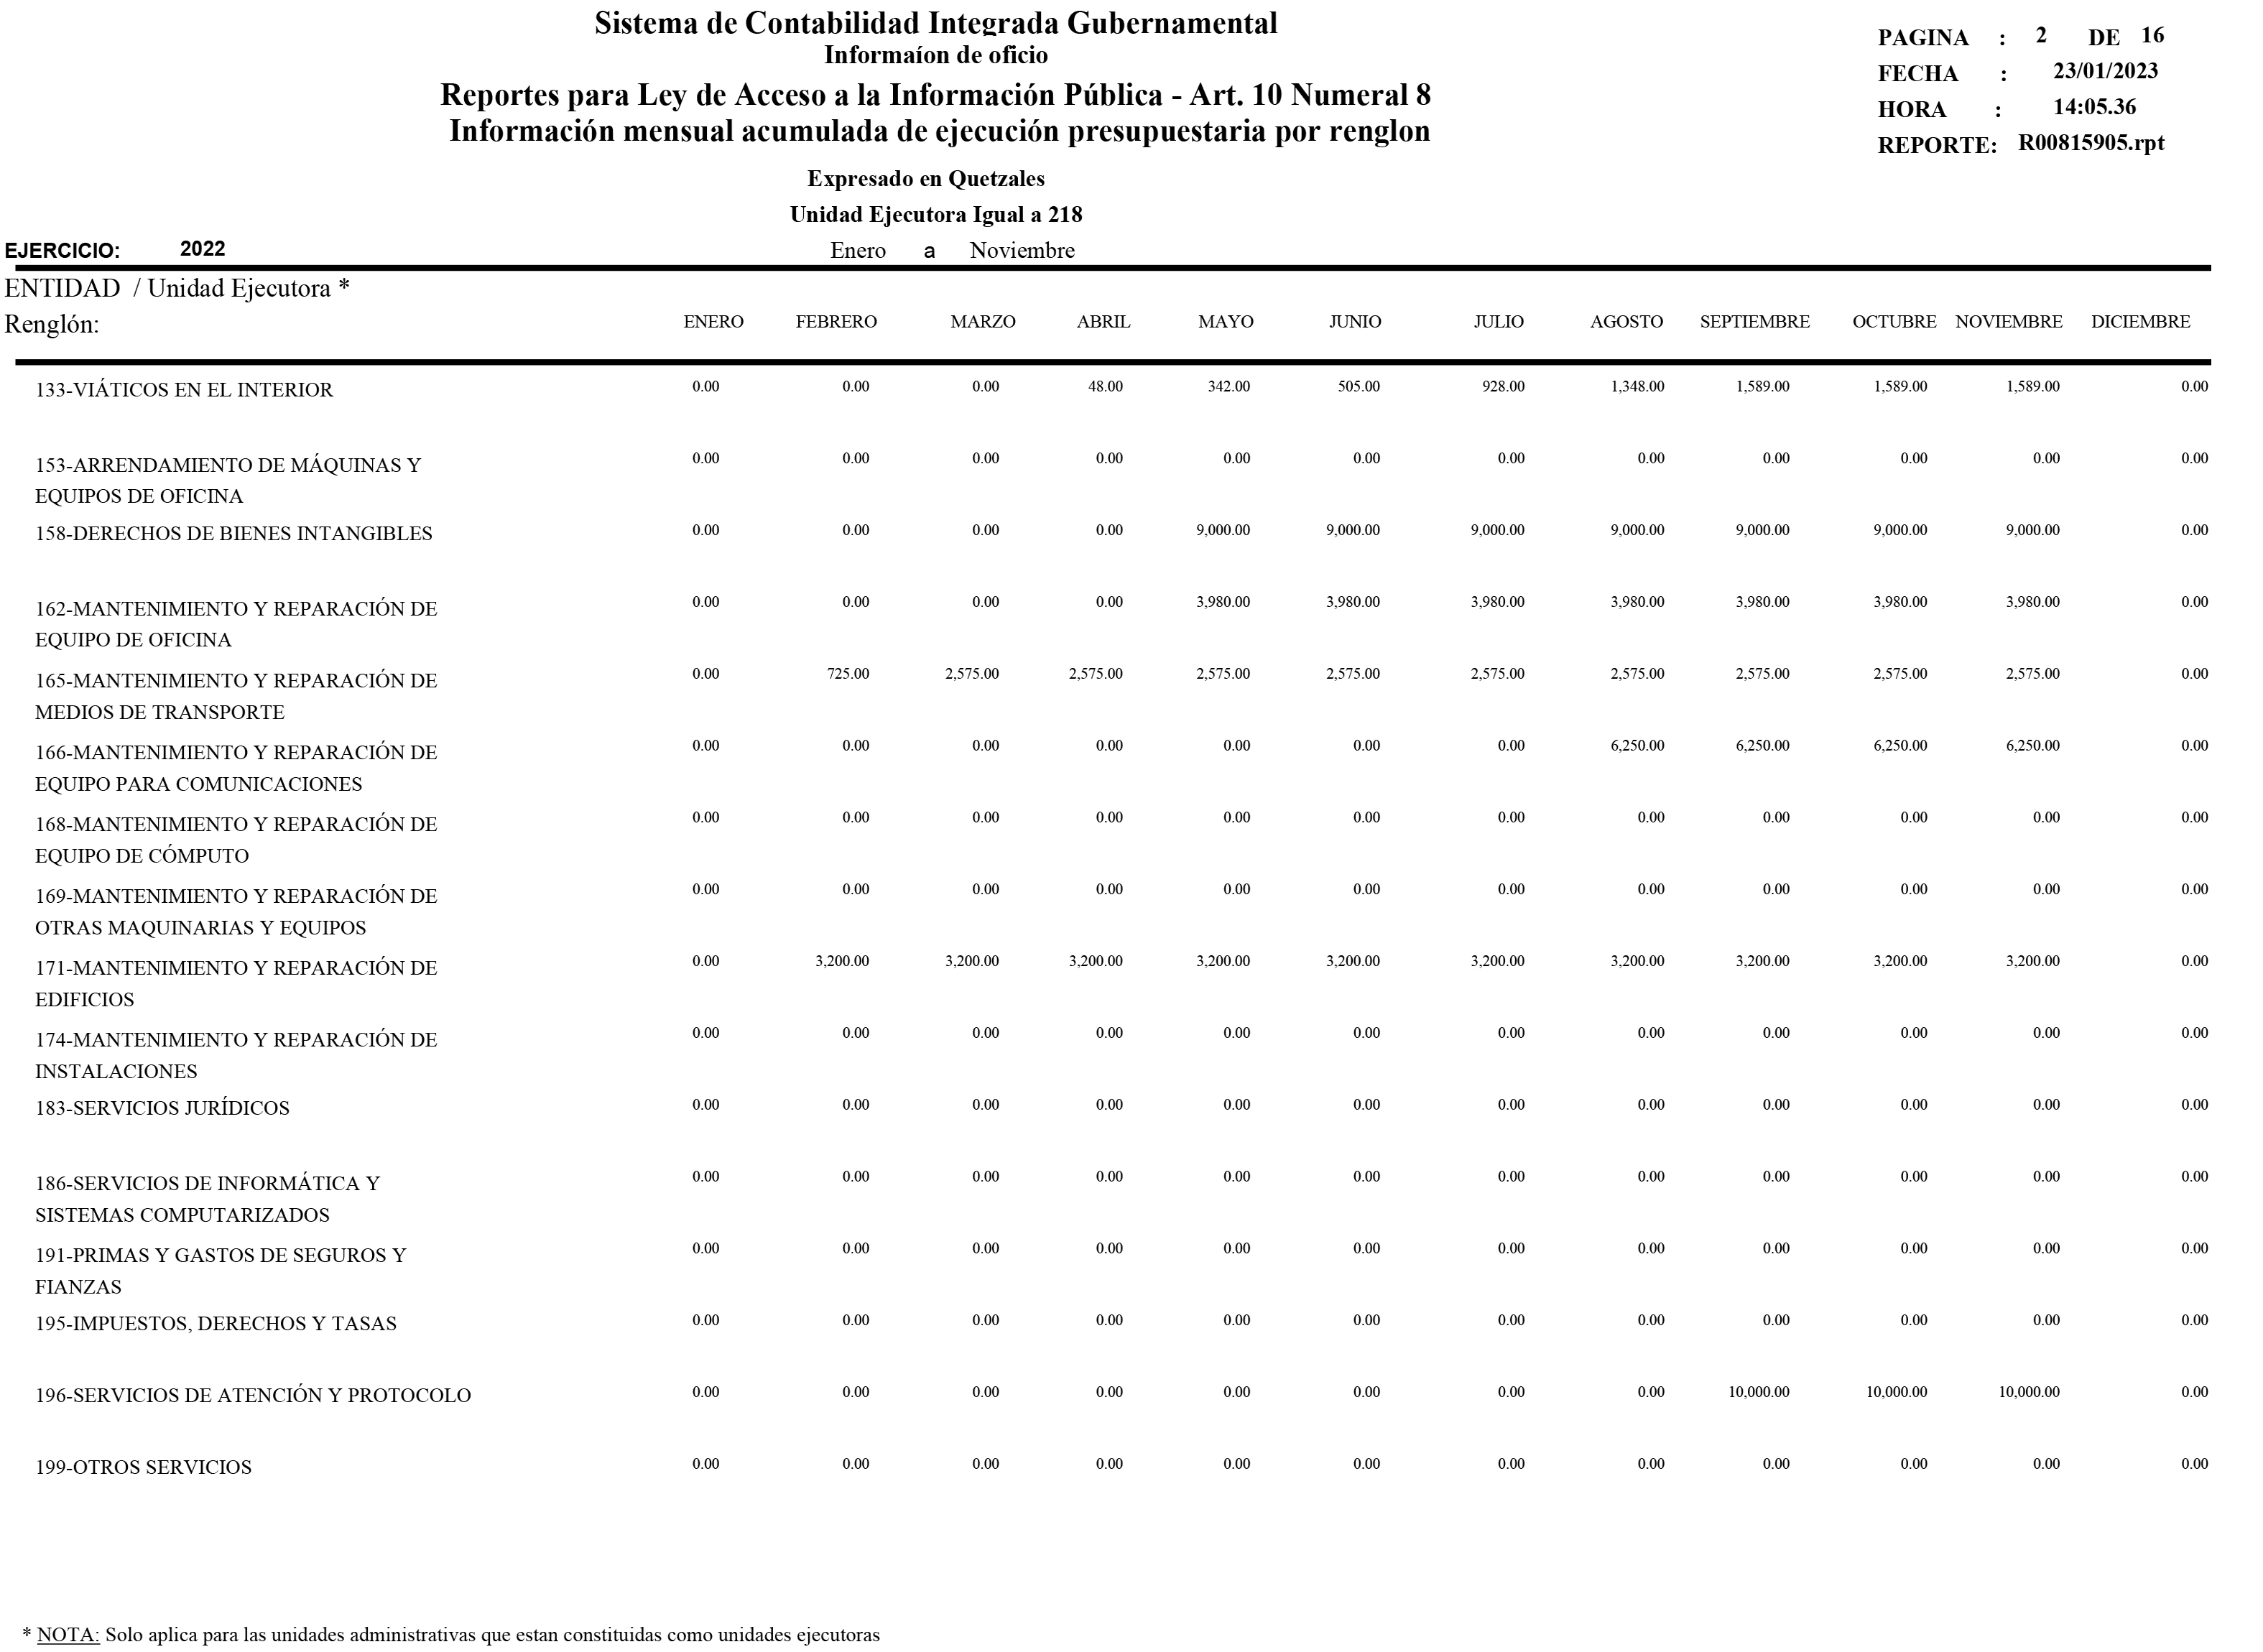 Sistema de Contabilidad Integrada Gubernamental
Informaíon de oficio
Reportes para Ley de Acceso a la Información Pública - Art. 10 Numeral 8
Información mensual acumulada de ejecución presupuestaria por renglon
Expresado en Quetzales
Unidad Ejecutora Igual a 218
PAGINA : 2 DE 16
FECHA : 23/01/2023
HORA : 14:05.36
REPORTE: R00815905.rpt
EJERCICIO: 2022 Enero a Noviembre
ENTIDAD / Unidad Ejecutora *
Renglón: ENERO FEBRERO MARZO ABRIL MAYO JUNIO JULIO AGOSTO SEPTIEMBRE OCTUBRE NOVIEMBRE DICIEMBRE
133-VIÁTICOS EN EL INTERIOR 0.00 0.00 0.00 48.00 342.00 505.00 928.00 1,348.00 1,589.00 1,589.00 1,589.00 0.00
153-ARRENDAMIENTO DE MÁQUINAS Y 0.00 0.00 0.00 0.00 0.00 0.00 0.00 0.00 0.00 0.00 0.00 0.00
EQUIPOS DE OFICINA
158-DERECHOS DE BIENES INTANGIBLES 0.00 0.00 0.00 0.00 9,000.00 9,000.00 9,000.00 9,000.00 9,000.00 9,000.00 9,000.00 0.00
162-MANTENIMIENTO Y REPARACIÓN DE 0.00 0.00 0.00 0.00 3,980.00 3,980.00 3,980.00 3,980.00 3,980.00 3,980.00 3,980.00 0.00
EQUIPO DE OFICINA
165-MANTENIMIENTO Y REPARACIÓN DE 0.00 725.00 2,575.00 2,575.00 2,575.00 2,575.00 2,575.00 2,575.00 2,575.00 2,575.00 2,575.00 0.00
MEDIOS DE TRANSPORTE
166-MANTENIMIENTO Y REPARACIÓN DE 0.00 0.00 0.00 0.00 0.00 0.00 0.00 6,250.00 6,250.00 6,250.00 6,250.00 0.00
EQUIPO PARA COMUNICACIONES
168-MANTENIMIENTO Y REPARACIÓN DE 0.00 0.00 0.00 0.00 0.00 0.00 0.00 0.00 0.00 0.00 0.00 0.00
EQUIPO DE CÓMPUTO
169-MANTENIMIENTO Y REPARACIÓN DE 0.00 0.00 0.00 0.00 0.00 0.00 0.00 0.00 0.00 0.00 0.00 0.00
OTRAS MAQUINARIAS Y EQUIPOS
171-MANTENIMIENTO Y REPARACIÓN DE 0.00 3,200.00 3,200.00 3,200.00 3,200.00 3,200.00 3,200.00 3,200.00 3,200.00 3,200.00 3,200.00 0.00
EDIFICIOS
174-MANTENIMIENTO Y REPARACIÓN DE 0.00 0.00 0.00 0.00 0.00 0.00 0.00 0.00 0.00 0.00 0.00 0.00
INSTALACIONES
183-SERVICIOS JURÍDICOS 0.00 0.00 0.00 0.00 0.00 0.00 0.00 0.00 0.00 0.00 0.00 0.00
186-SERVICIOS DE INFORMÁTICA Y 0.00 0.00 0.00 0.00 0.00 0.00 0.00 0.00 0.00 0.00 0.00 0.00
SISTEMAS COMPUTARIZADOS
191-PRIMAS Y GASTOS DE SEGUROS Y 0.00 0.00 0.00 0.00 0.00 0.00 0.00 0.00 0.00 0.00 0.00 0.00
FIANZAS
195-IMPUESTOS, DERECHOS Y TASAS 0.00 0.00 0.00 0.00 0.00 0.00 0.00 0.00 0.00 0.00 0.00 0.00
196-SERVICIOS DE ATENCIÓN Y PROTOCOLO 0.00 0.00 0.00 0.00 0.00 0.00 0.00 0.00 10,000.00 10,000.00 10,000.00 0.00
199-OTROS SERVICIOS 0.00 0.00 0.00 0.00 0.00 0.00 0.00 0.00 0.00 0.00 0.00 0.00
* NOTA: Solo aplica para las unidades administrativas que estan constituidas como unidades ejecutoras